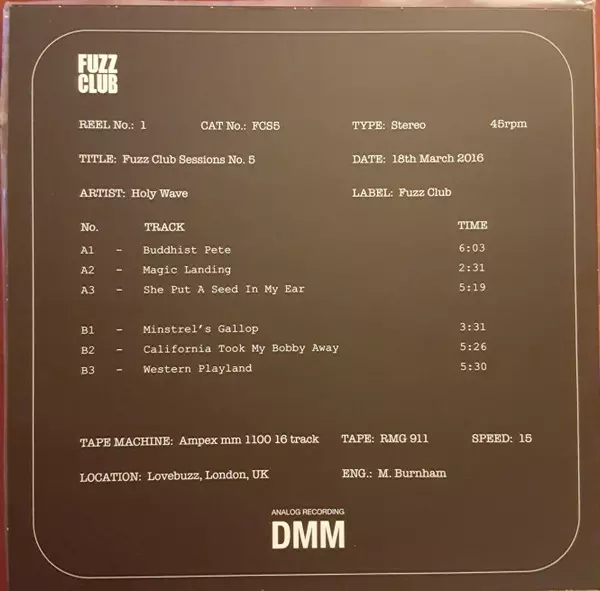 FUZZ
CLUB
REEL No.: 1 CAT No.: FCS5 TYPE: Stereo 45rpm
TITLE: Fuzz Club Sessions No. 5 DATE: 18th March 2016
ARTIST: Holy Wave LABEL: Fuzz Club
No. TRACK TIME
A1 – Buddhist Pete 6:03
A2 – Magic Landing 2:31
A3 – She Put A Seed In My Ear 5:19
B1 – Minstrel's Gallop 3:31
B2 – California Took My Bobby Away 5:26
B3 – Western Playland 5:30
TAPE MACHINE: Ampex mm 1100 16 track TAPE: RMG 911 SPEED: 15
LOCATION: Lovebuzz, London, UK ENG.: M. Burnham
ANALOG RECORDING
DMM